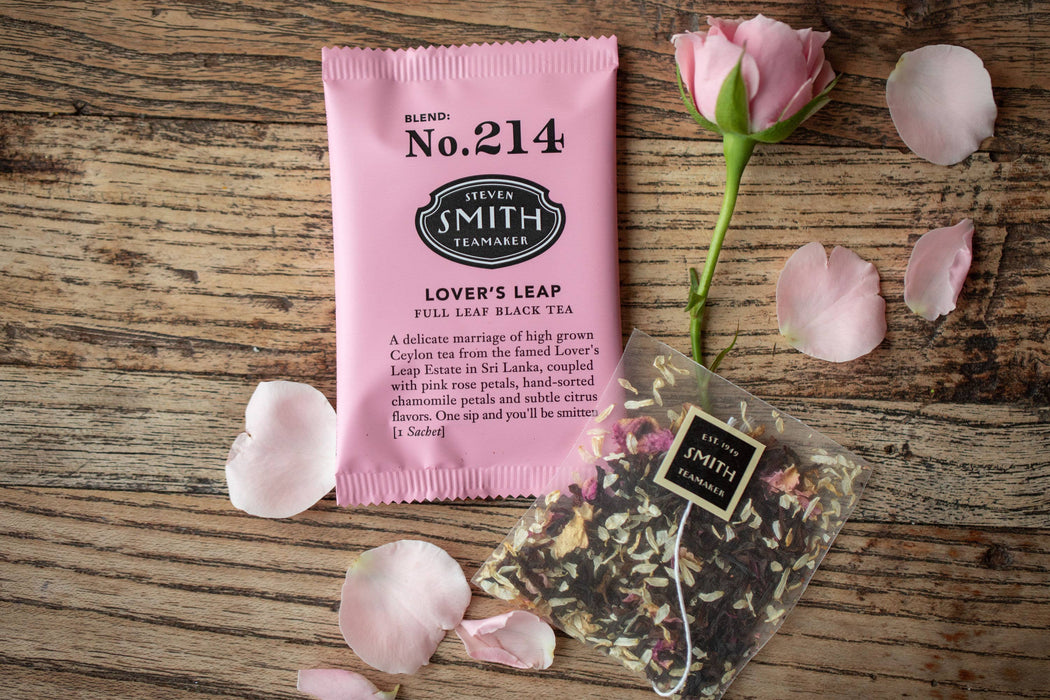 BLEND:
No.214
STEVEN
SMITH
TEAMAKER
LOVER'S LEAP
FULL LEAF BLACK TEA
A delicate marriage of high grown
Ceylon tea from the famed Lover's
Leap Estate in Sri Lanka, coupled
with pink rose petals, hand-sorted
chamomile petals and subtle citrus
flavors. One sip and you'll be smitten.
[1 Sachet]
EST. 1949
SMITH
TEAMAKER